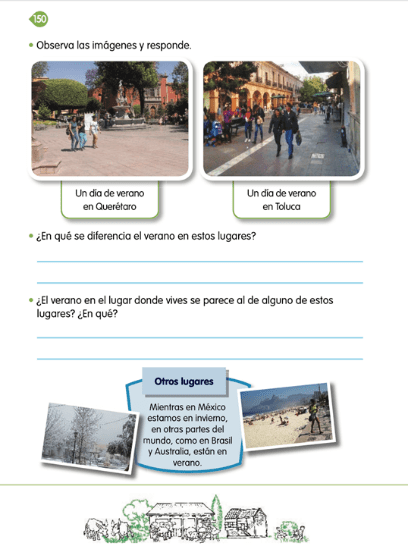 150
• Observa las imágenes y responde.
Un día de verano
en Querétaro
Un día de verano
en Toluca
• ¿En qué se diferencia el verano en estos lugares?
• ¿El verano en el lugar donde vives se parece al de alguno de estos
lugares? ¿En qué?
Otros lugares
Mientras en México
estamos en invierno,
en otras partes del
mundo, como en Brasil
y Australia, están en
verano.